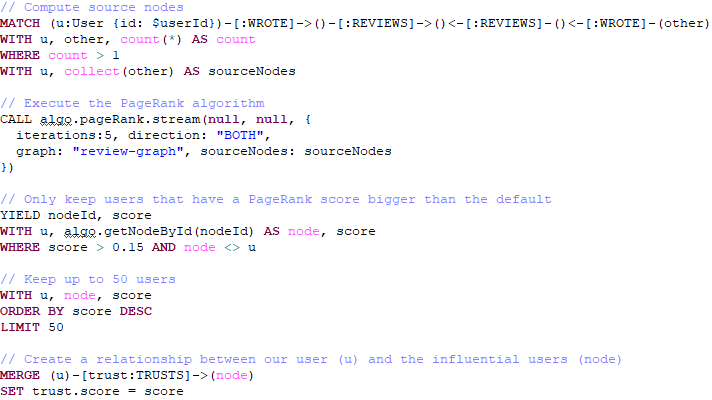 // Compute source nodes
MATCH (u:User {id: $userId})-[:WROTE]->()-[:REVIEWS]->()<-[:REVIEWS]-()<-[:WROTE]-(other)
WITH u, other, count(*) AS count
WHERE count > 1
WITH u, collect(other) AS sourceNodes
// Execute the PageRank algorithm
CALL algo.pageRank.stream(null, null, {
iterations:5, direction: "BOTH",
graph: "review-graph", sourceNodes: sourceNodes
})
// Only keep users that have a PageRank score bigger than the default
YIELD nodeId, score
WITH u, algo.getNodeById(nodeId) AS node, score
WHERE score > 0.15 AND node <> u
// Keep up to 50 users
WITH u, node, score
ORDER BY score DESC
LIMIT 50
// Create a relationship between our user (u) and the influential users (node)
MERGE (u)-[trust:TRUSTS]->(node)
SET trust.score = score